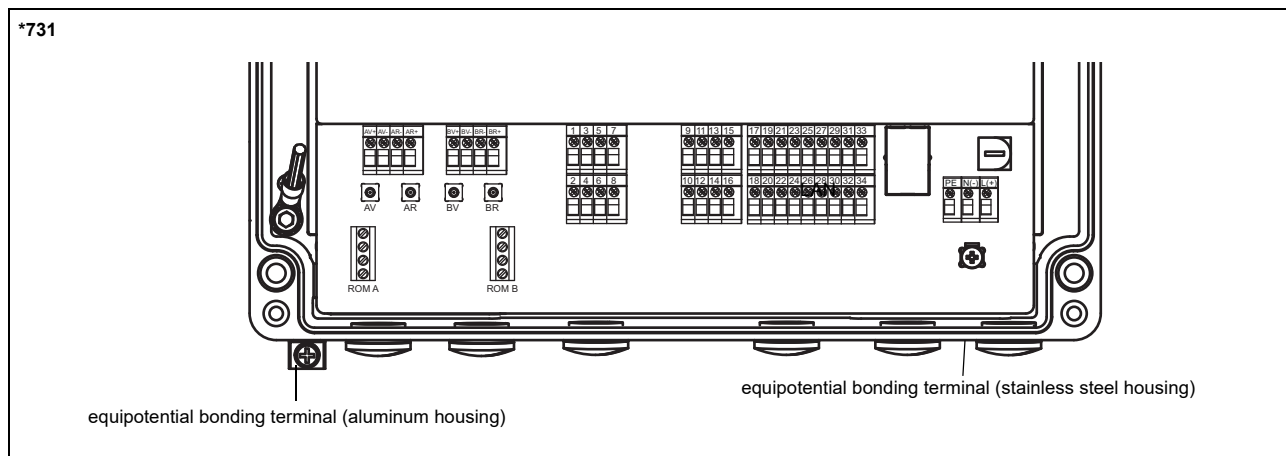 *731
AV+ AV- AR- AR+ BV+ BV- BR- BR+ 1 3 5 7 9 11 13 15 17 19 21 23 25 27 29 31 33
2 4 6 8 10 12 14 16 18 20 22 24 26 28 30 32 34
LAN
PE N(-) L(+)
AV AR BV BR
ROM A ROM B
equipotential bonding terminal (stainless steel housing)
equipotential bonding terminal (aluminum housing)